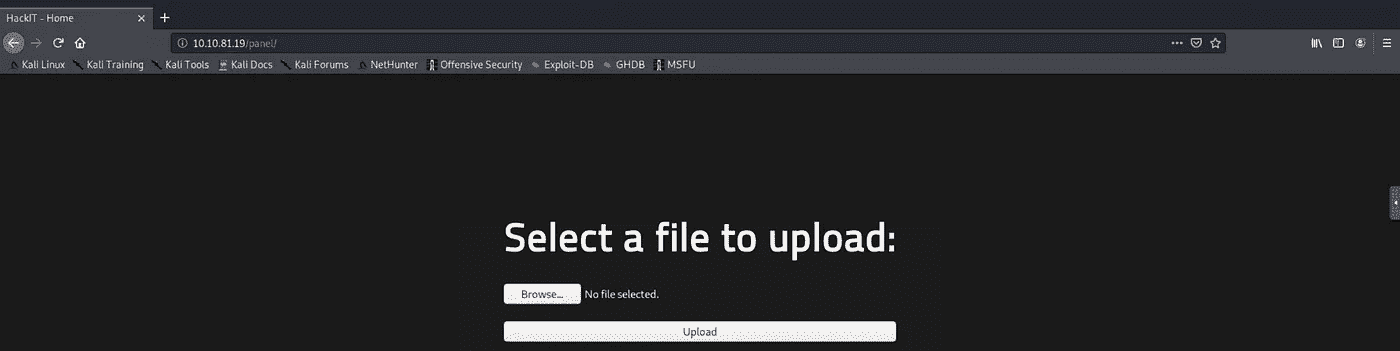 HackIT - Home
10.10.81.19/panel/
Kali Linux Kali Training Kali Tools Kali Docs Kali Forums NetHunter Offensive Security Exploit-DB GHDB MSFU
Select a file to upload:
Browse... No file selected.
Upload